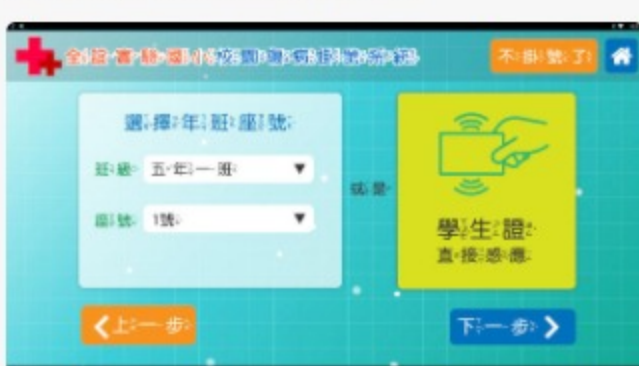 不掛號了
選擇年班座號
班級 五年一班
座號 1號
或是
學生證
直接感應
上一步
下一步